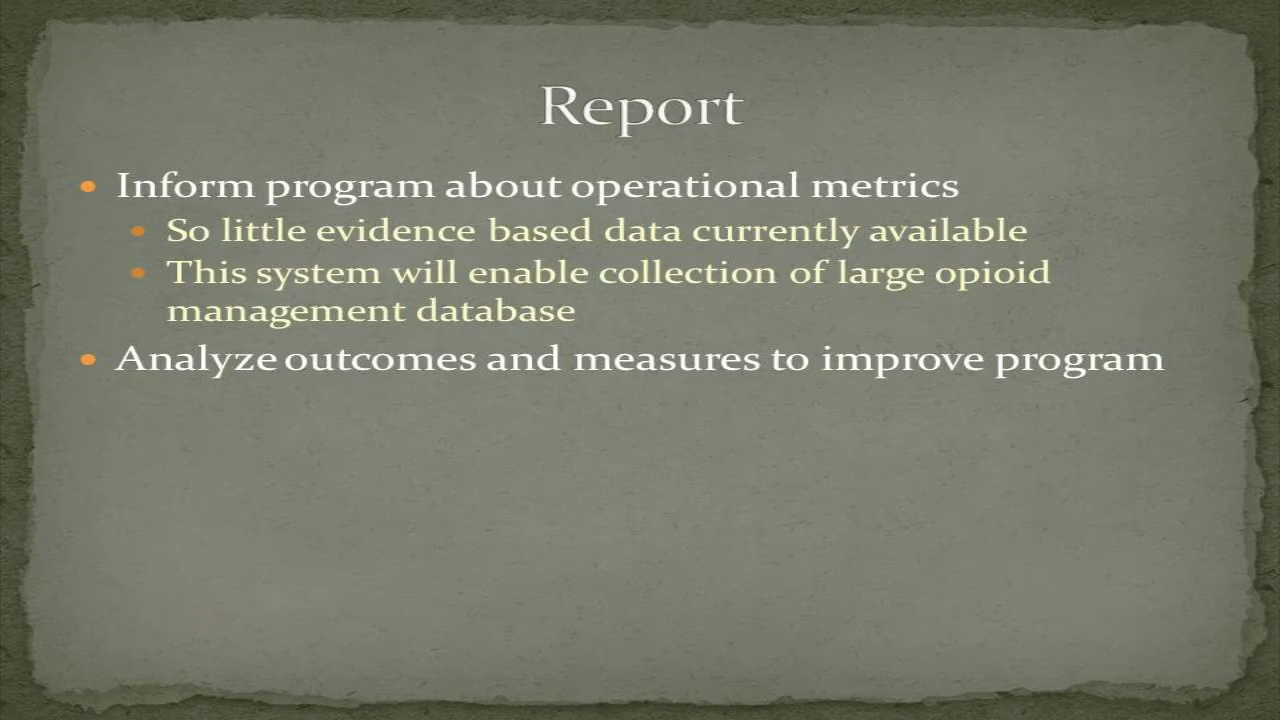 Report
• Inform program about operational metrics
• So little evidence based data currently available
• This system will enable collection of large opioid
management database
• Analyze outcomes and measures to improve program